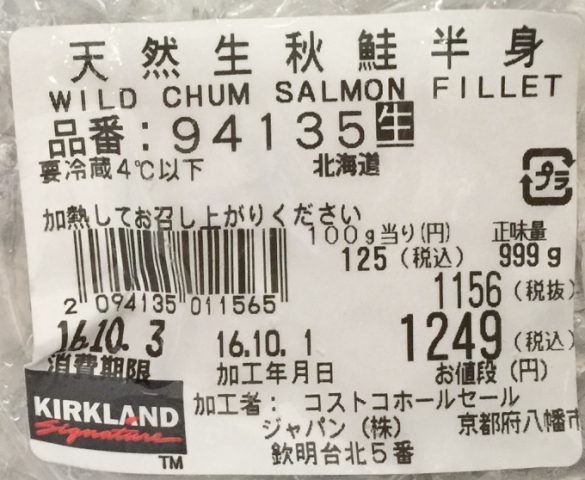 天然生秋鮭半身
WILD CHUM SALMON FILLET
品番:94135生
要冷蔵4℃以下 北海道
プラ
加熱してお召し上がりください
100g当り(円) 正味量
125(税込) 999g
2 094135 011565
1156(税抜)
16.10.3 16.10.1 1249(税込)
消費期限 加工年月日 お値段(円)
KIRKLAND
Signature
TM
加工者: コストコホールセール
ジャパン(株) 京都府八幡市
欽明台北5番